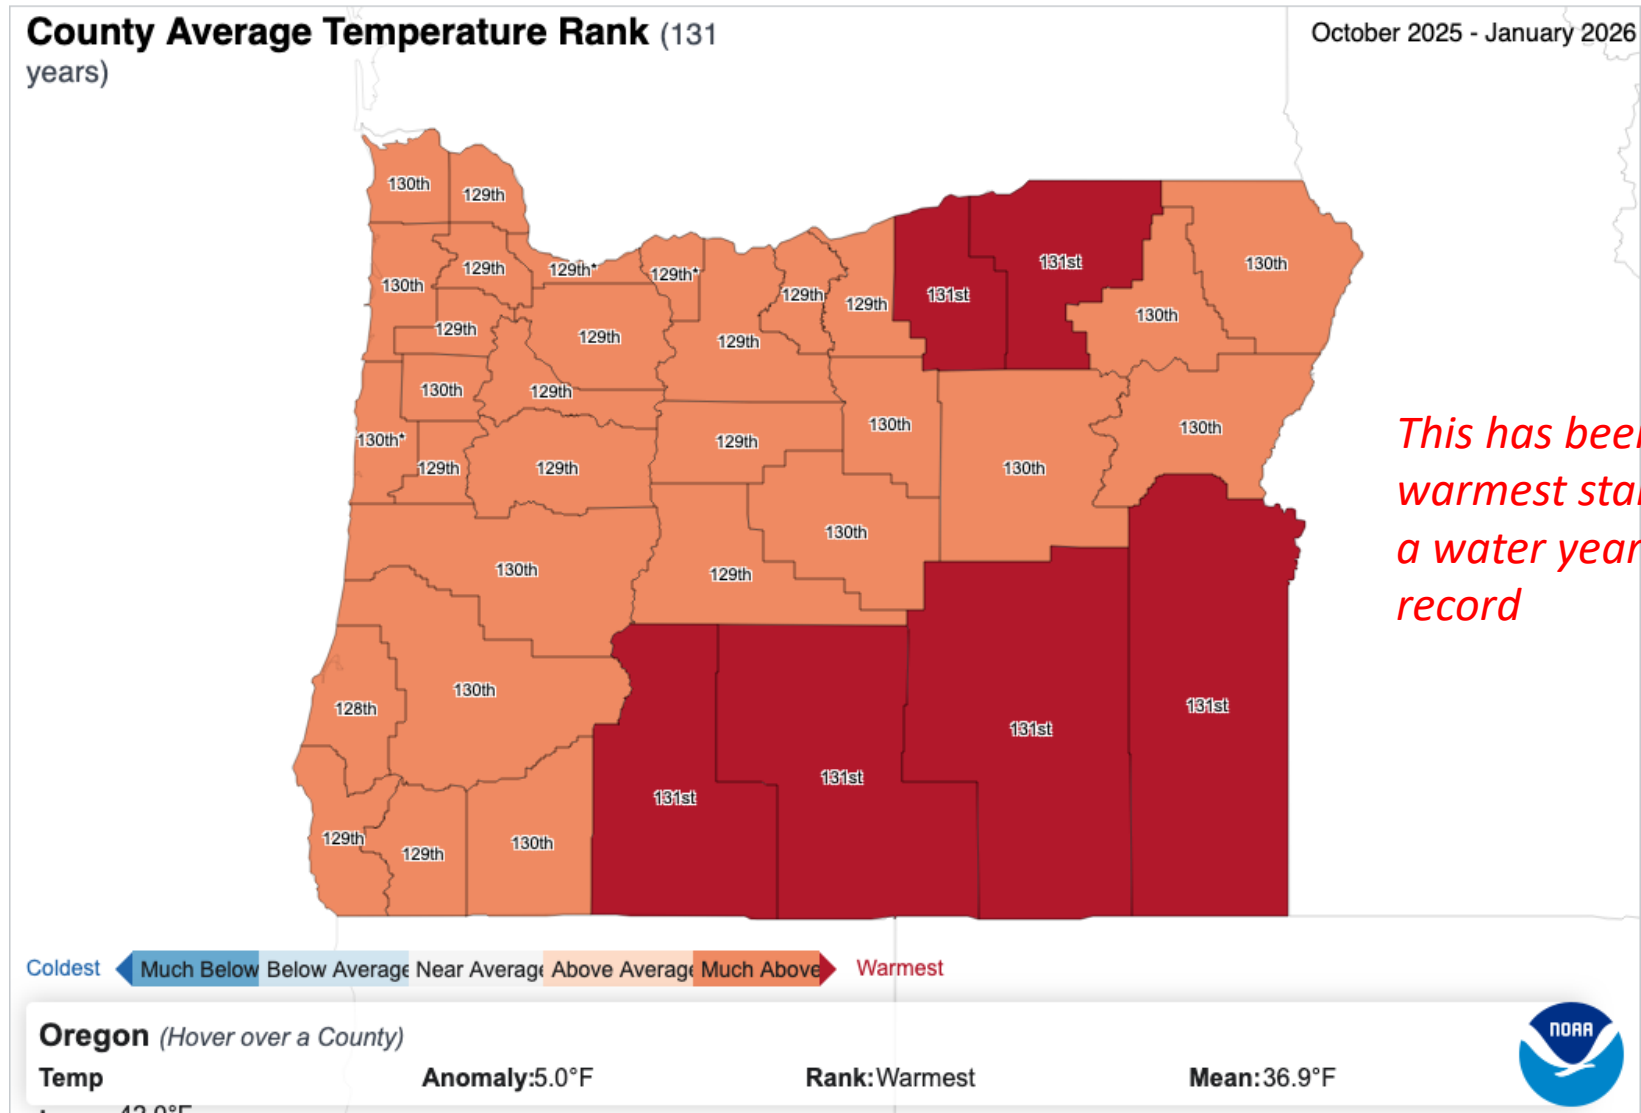 County Average Temperature Rank (131
years)
October 2025 - January 2026
130th
129th
130th
129th
129th*
129th*
129th
129th
131st
131st
130th
130th
129th
129th
129th
130th
129th
130th*
129th
129th
129th
130th
130th
130th
130th
129th
130th
128th
130th
131st
131st
131st
131st
129th
129th
130th
This has been
warmest
a water year
record
Coldest
Much Below
Below Average
Near Average
Above Average
Much Above
Warmest
Oregon (Hover over a County)
Temp
Anomaly:5.0°F
Rank:Warmest
Mean:36.9°F
NOAA